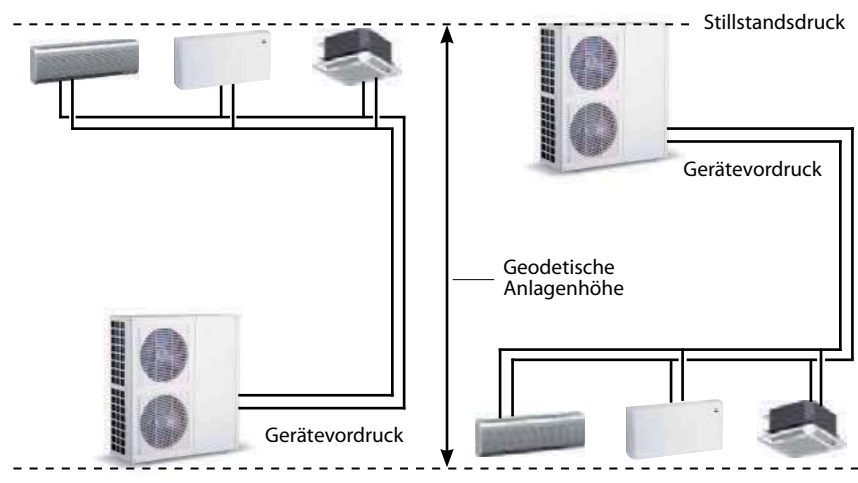 Stillstandsdruck
Gerätevordruck
Geodetische
Anlagenhöhe
Gerätevordruck